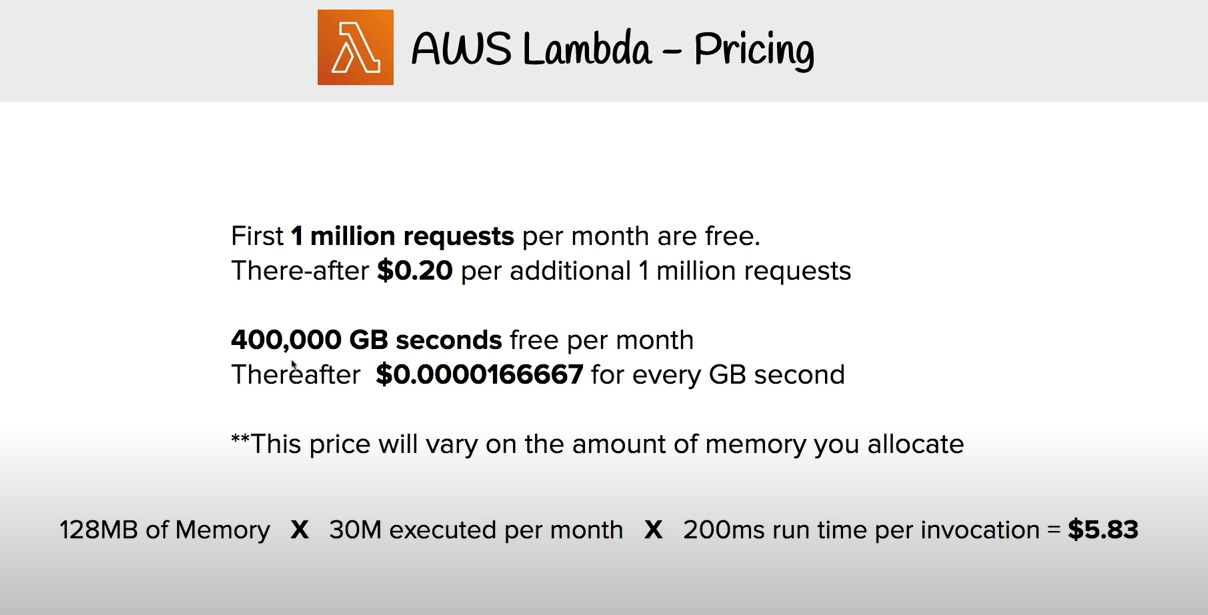 AWS Lambda – Pricing
First 1 million requests per month are free.
There-after $0.20 per additional 1 million requests
400,000 GB seconds free per month
Thereafter $0.0000166667 for every GB second
**This price will vary on the amount of memory you allocate
128MB of Memory X 30M executed per month X 200ms run time per invocation = $5.83